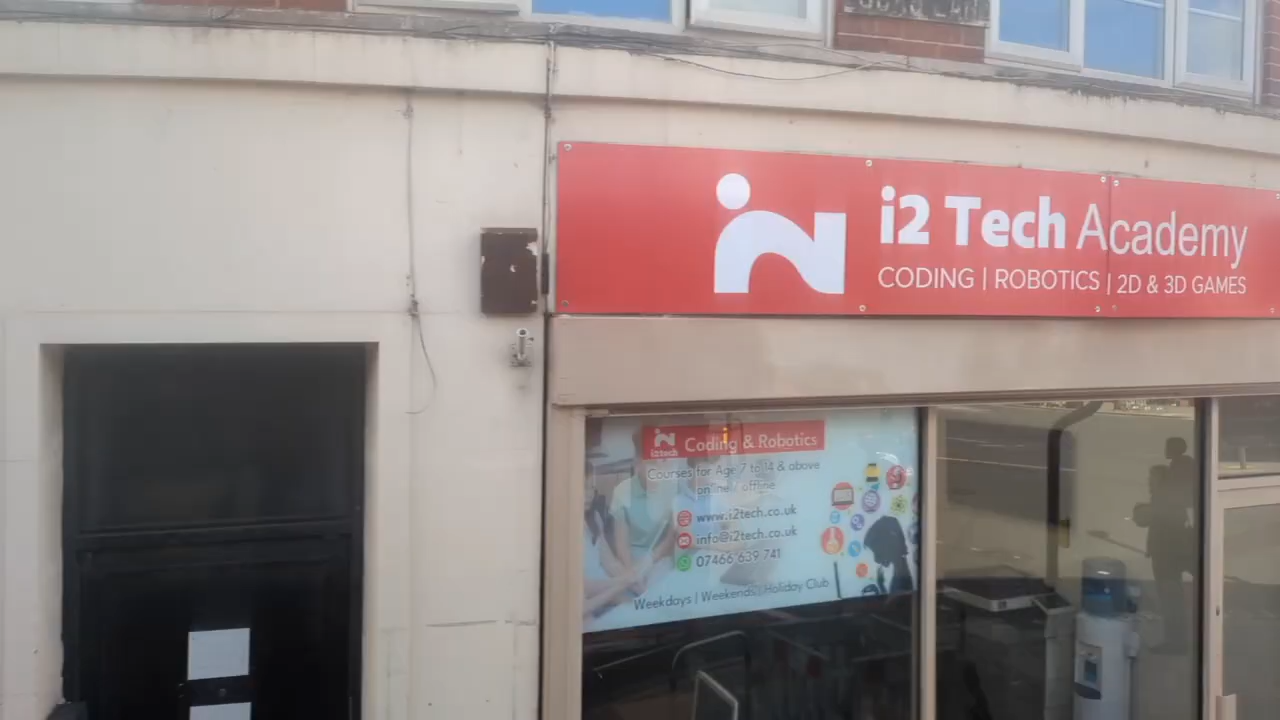 i2 Tech Academy
CODING | ROBOTICS | 2D & 3D GAMES
i2tech
Coding & Robotics
Courses for Age 7 to 14 & above
online / offline
www.i2tech.co.uk
info@i2tech.co.uk
07466 639 741
Weekdays | Weekends | Holiday Club